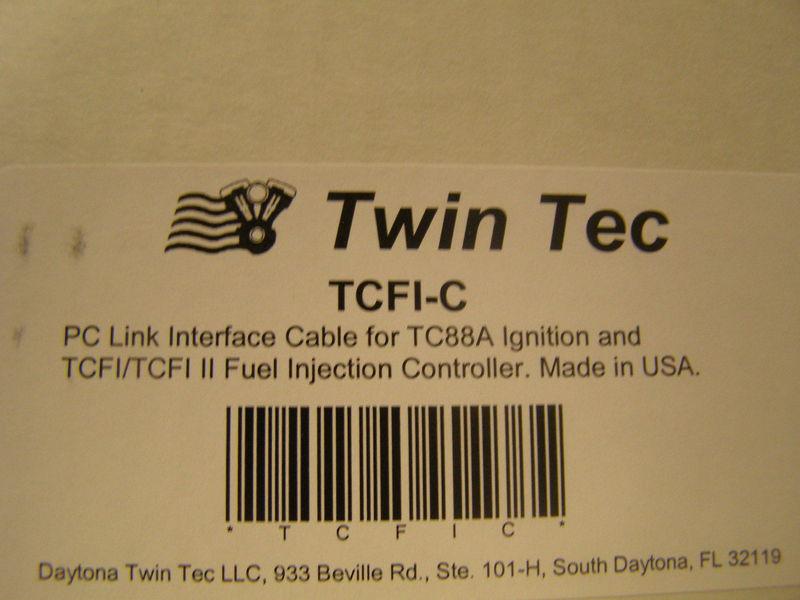 Twin Tec
TCFI-C
PC Link Interface Cable for TC88A Ignition and
TCFI/TCFI II Fuel Injection Controller. Made in USA.
* T C F I C *
Daytona Twin Tec LLC, 933 Beville Rd., Ste. 101-H, South Daytona, FL 32119